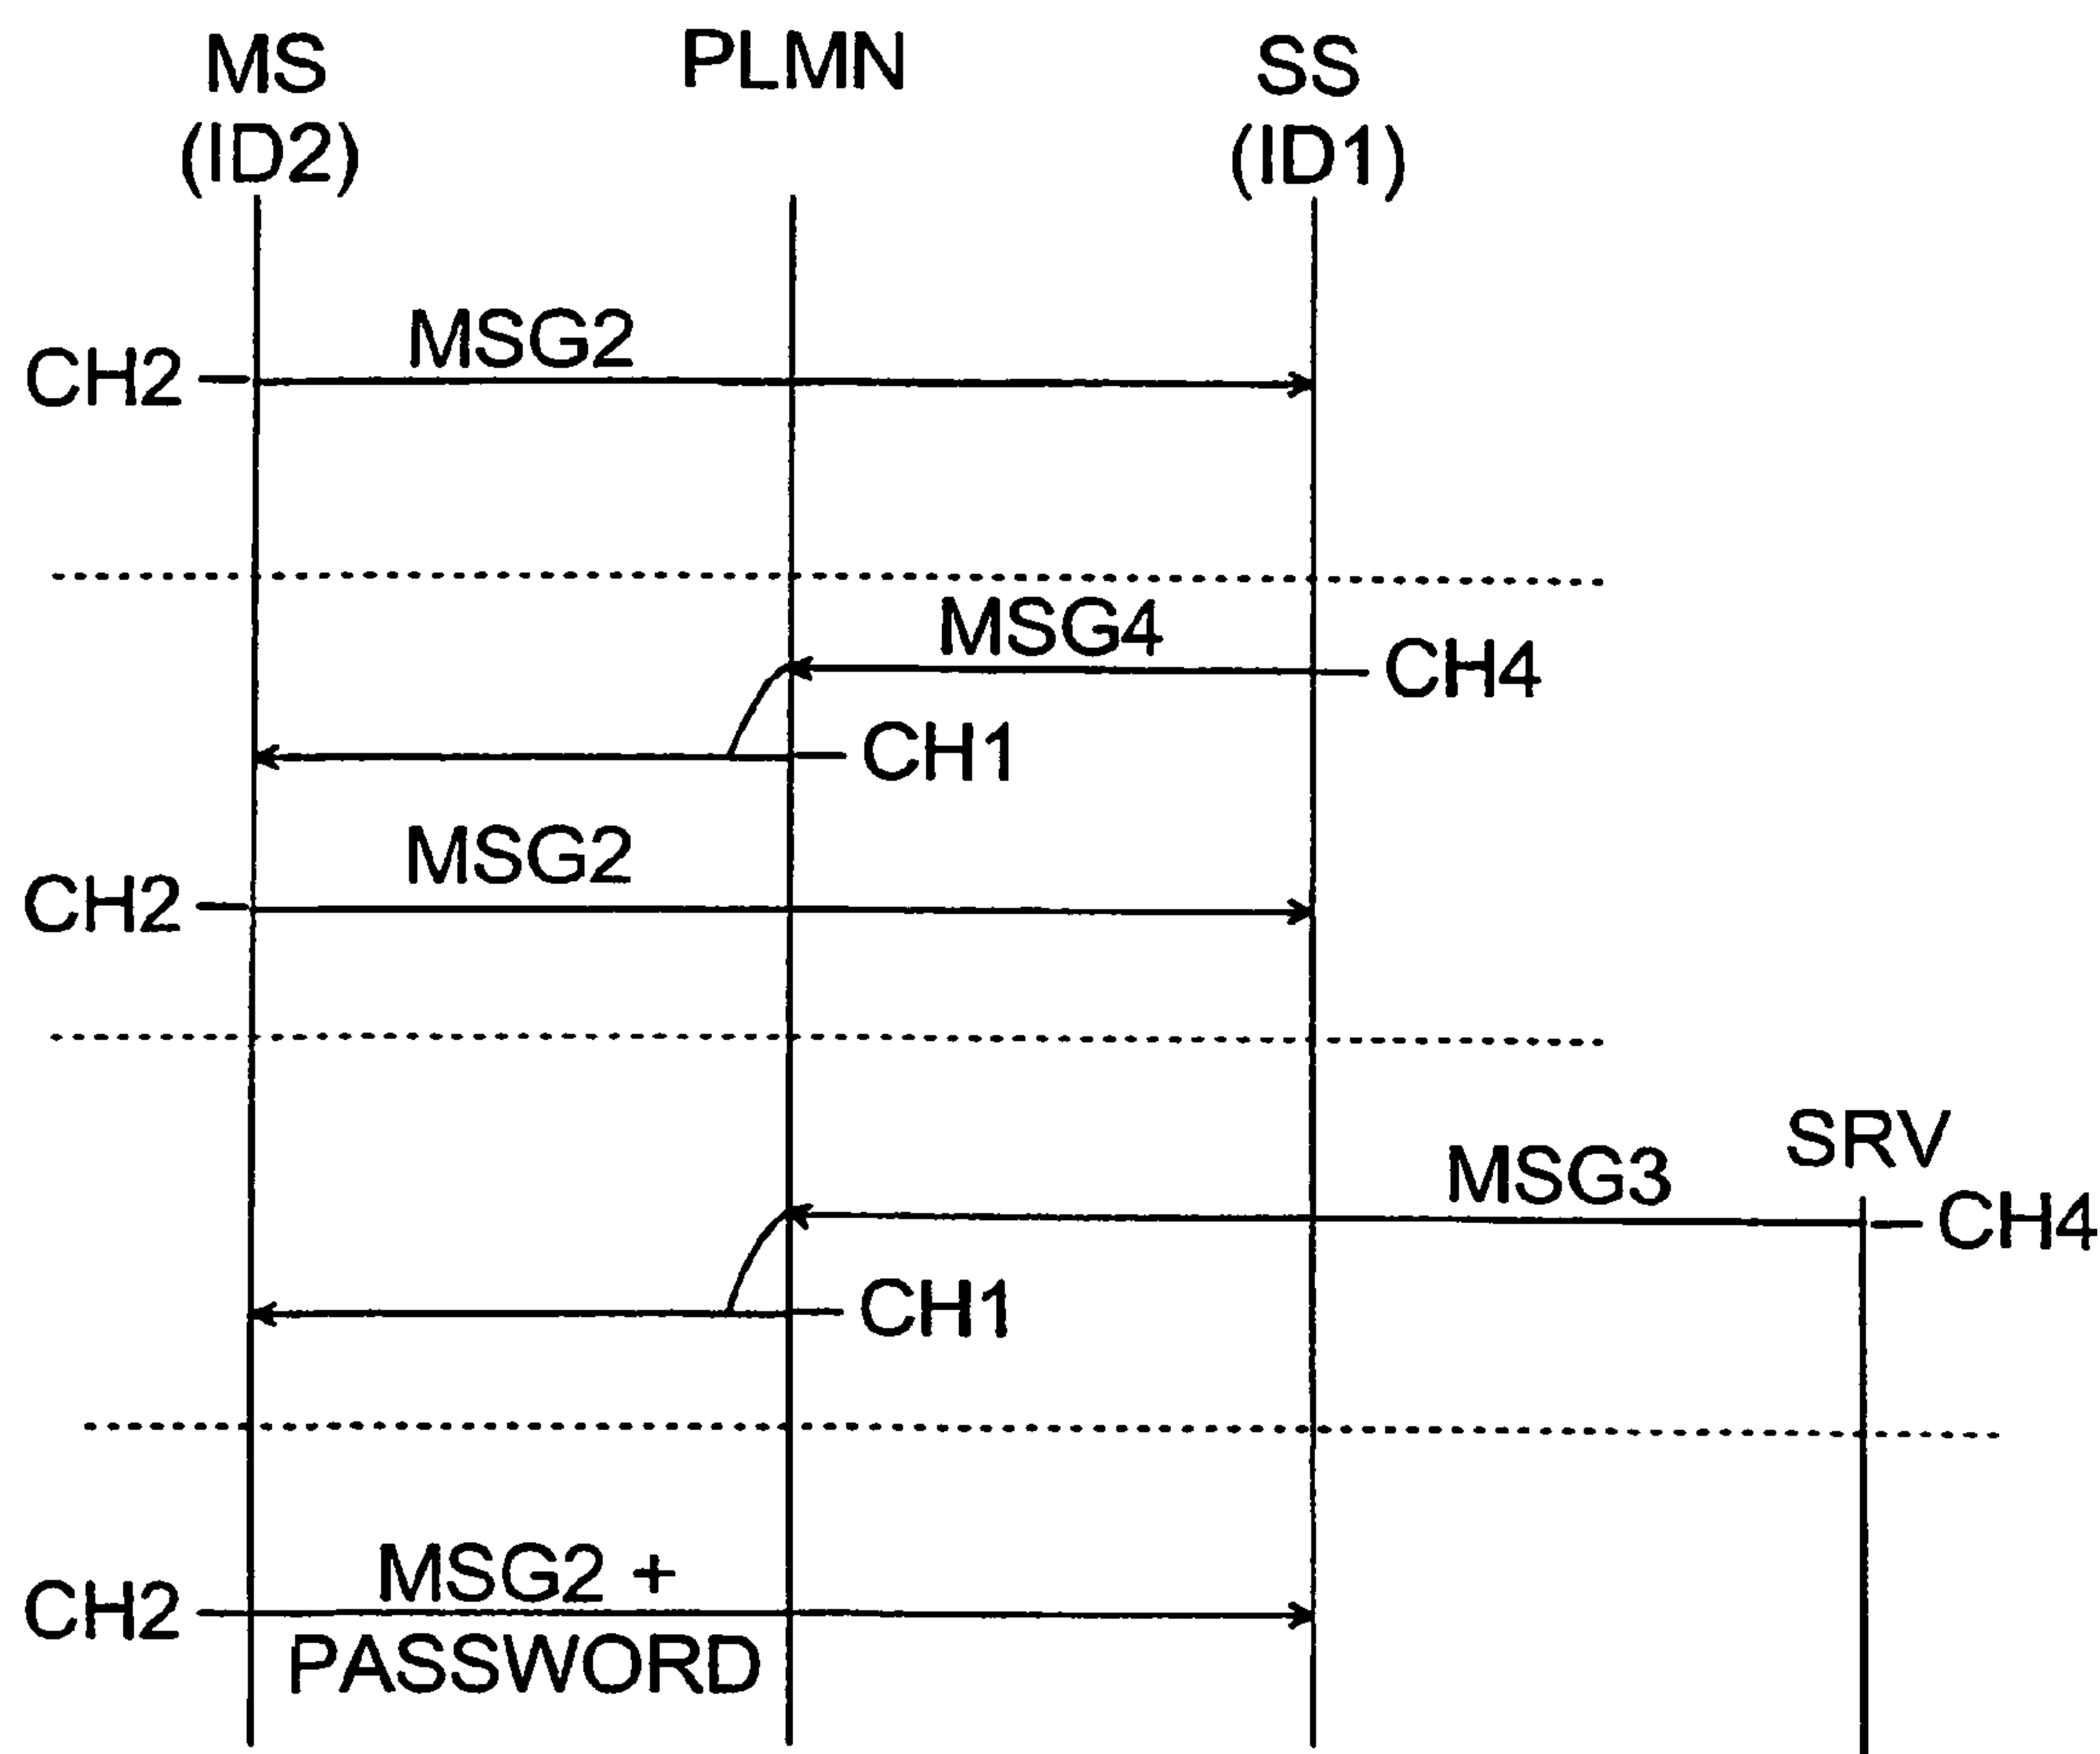 MS
(ID2)
PLMN
SS
(ID1)
MSG2
CH2
MSG4
CH4
CH1
MSG2
CH2
SRV
MSG3
CH4
CH1
MSG2 +
CH2
PASSWORD